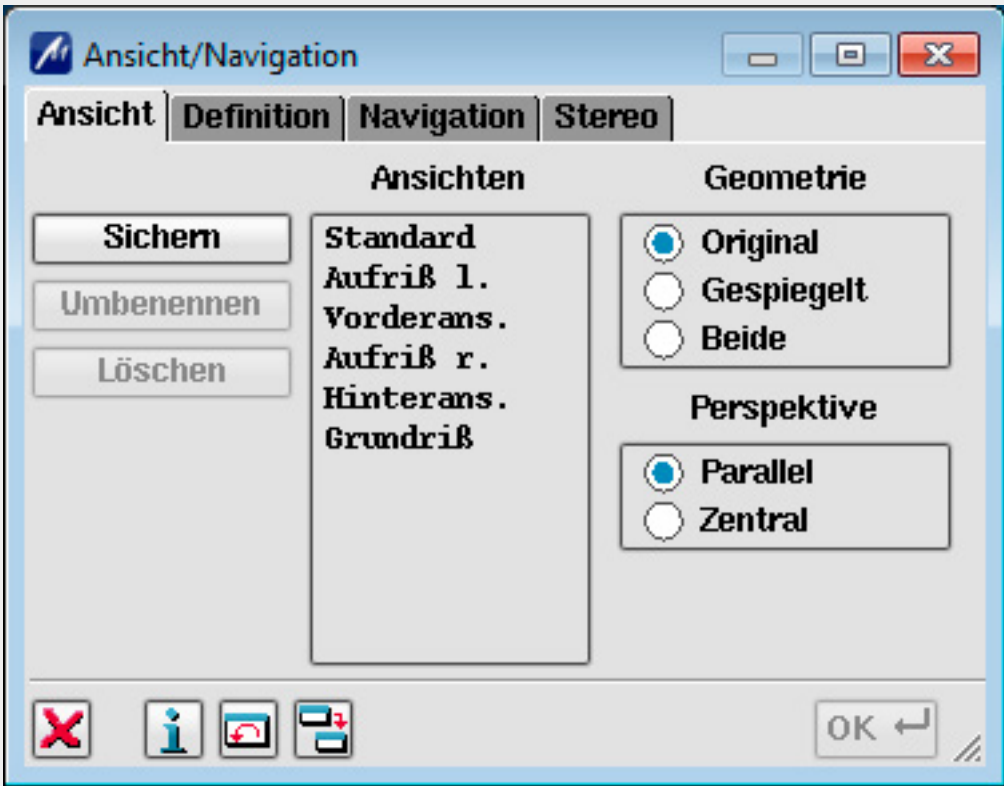 Ansicht/Navigation
Ansicht Definition Navigation Stereo
Ansichten
Geometrie
Sichern
Umbenennen
Löschen
Standard
Aufriß l.
Vorderans.
Aufriß r.
Hinterans.
Grundriß
Original
Gespiegelt
Beide
Perspektive
Parallel
Zentral
OK